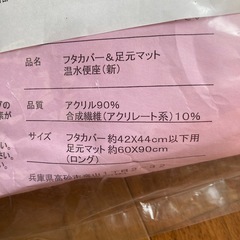 品名
フタカバー＆足元マット
温水便座（新）
品質
アクリル90%
合成繊維（アクリレート系）10%
サイズ
フタカバー約42X44cm以下用
足元マット約60X90cm
（ロング）
兵庫県高砂市